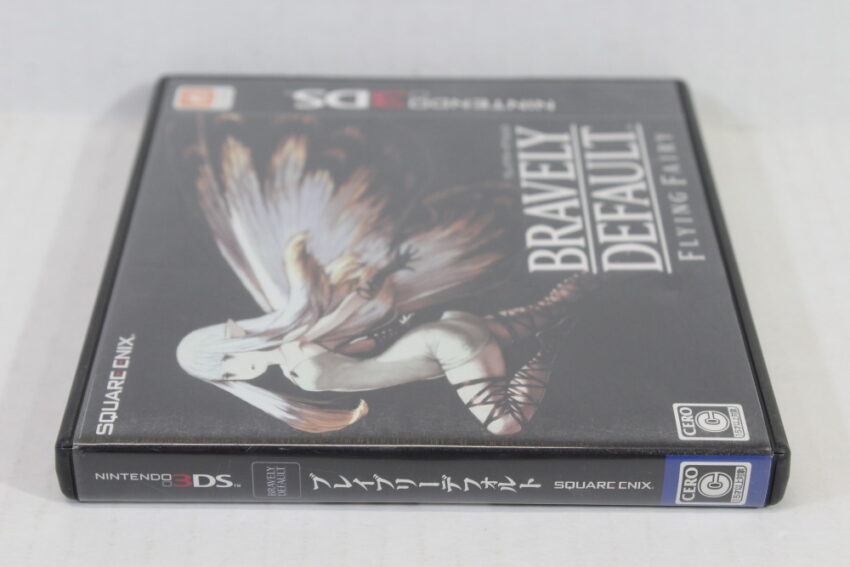 NINTENDO 3DS
BRAVELY
DEFAULT
FLYING FAIRY
SQUARE ENIX.
CERO
C
NINTENDO 3DS™
BRAVELY
DEFAULT
ブレイブリーデフォルト
SQUARE ENIX.
CERO
C